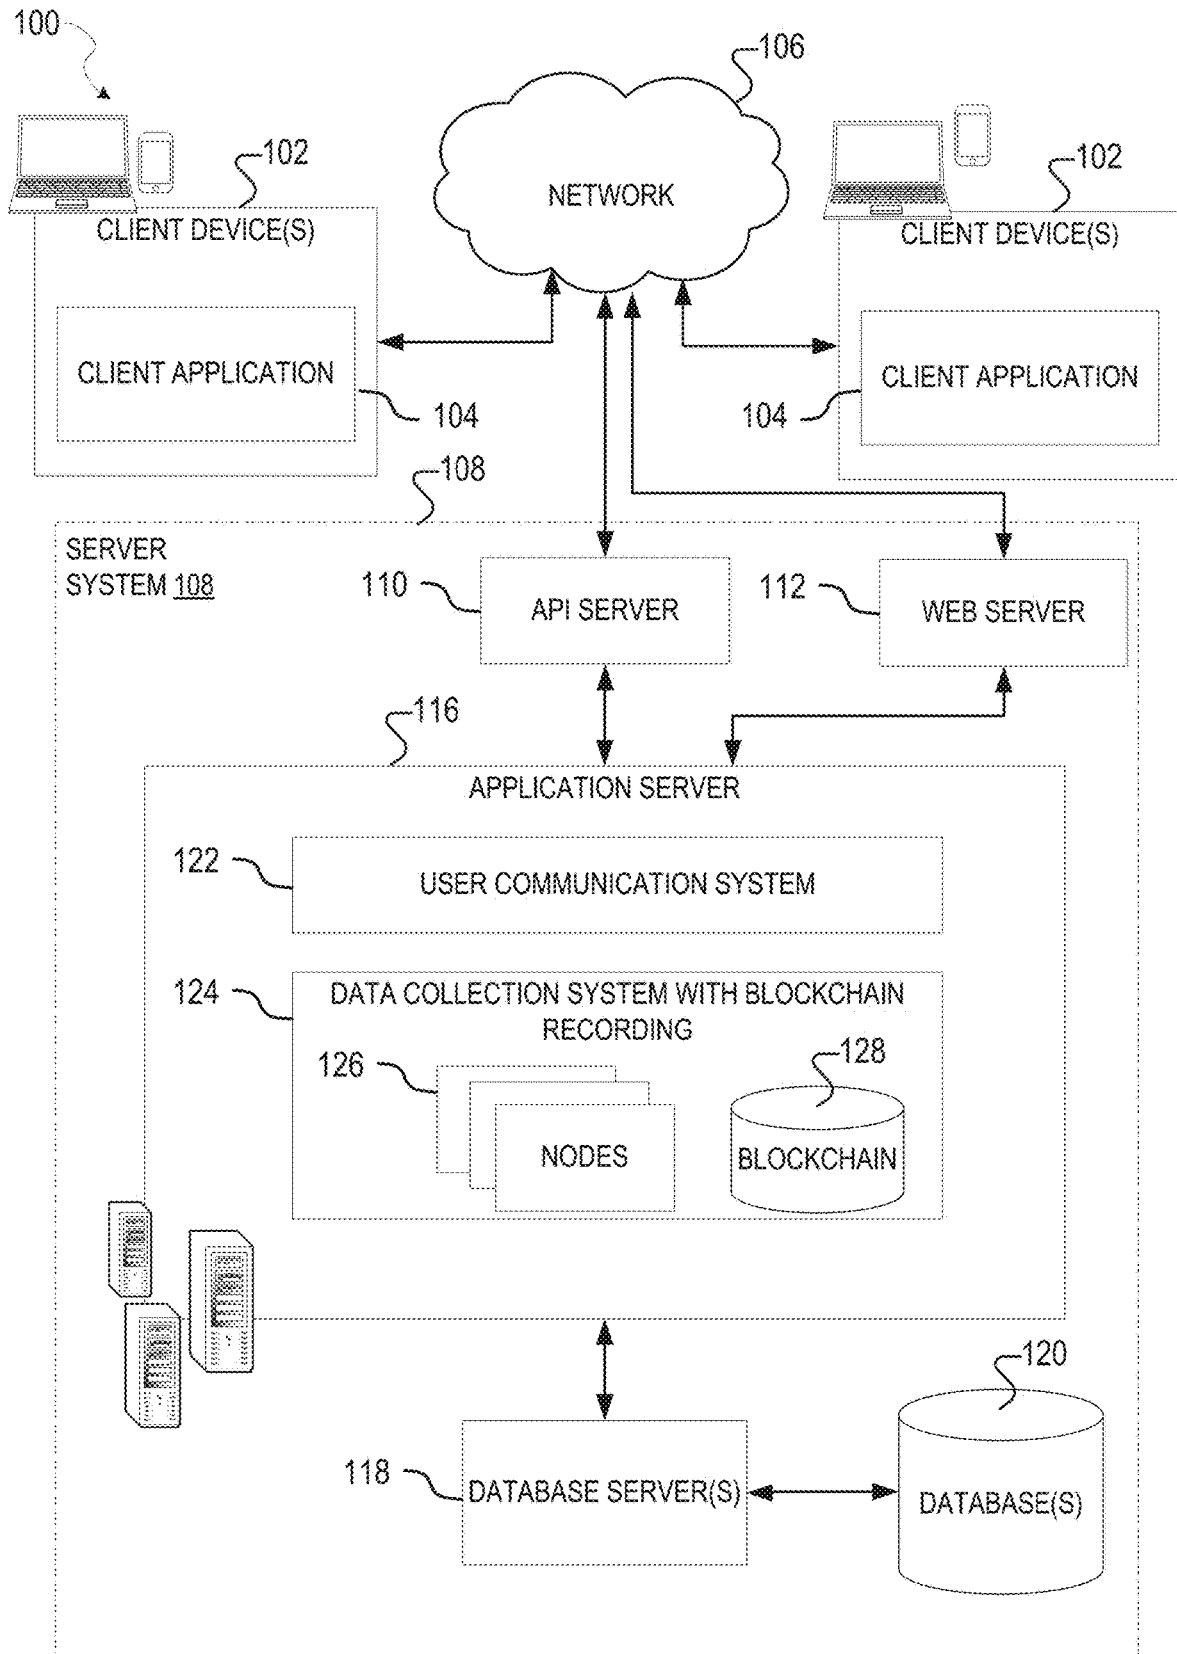 100
106
102
102
NETWORK
CLIENT DEVICE(S)
CLIENT DEVICE(S)
CLIENT APPLICATION
CLIENT APPLICATION
104
104
108
SERVER
SYSTEM 108
110
API SERVER
112
WEB SERVER
116
APPLICATION SERVER
122
USER COMMUNICATION SYSTEM
124
DATA COLLECTION SYSTEM WITH BLOCKCHAIN
RECORDING
126
128
NODES
BLOCKCHAIN
120
118
DATABASE SERVER(S)
DATABASE(S)